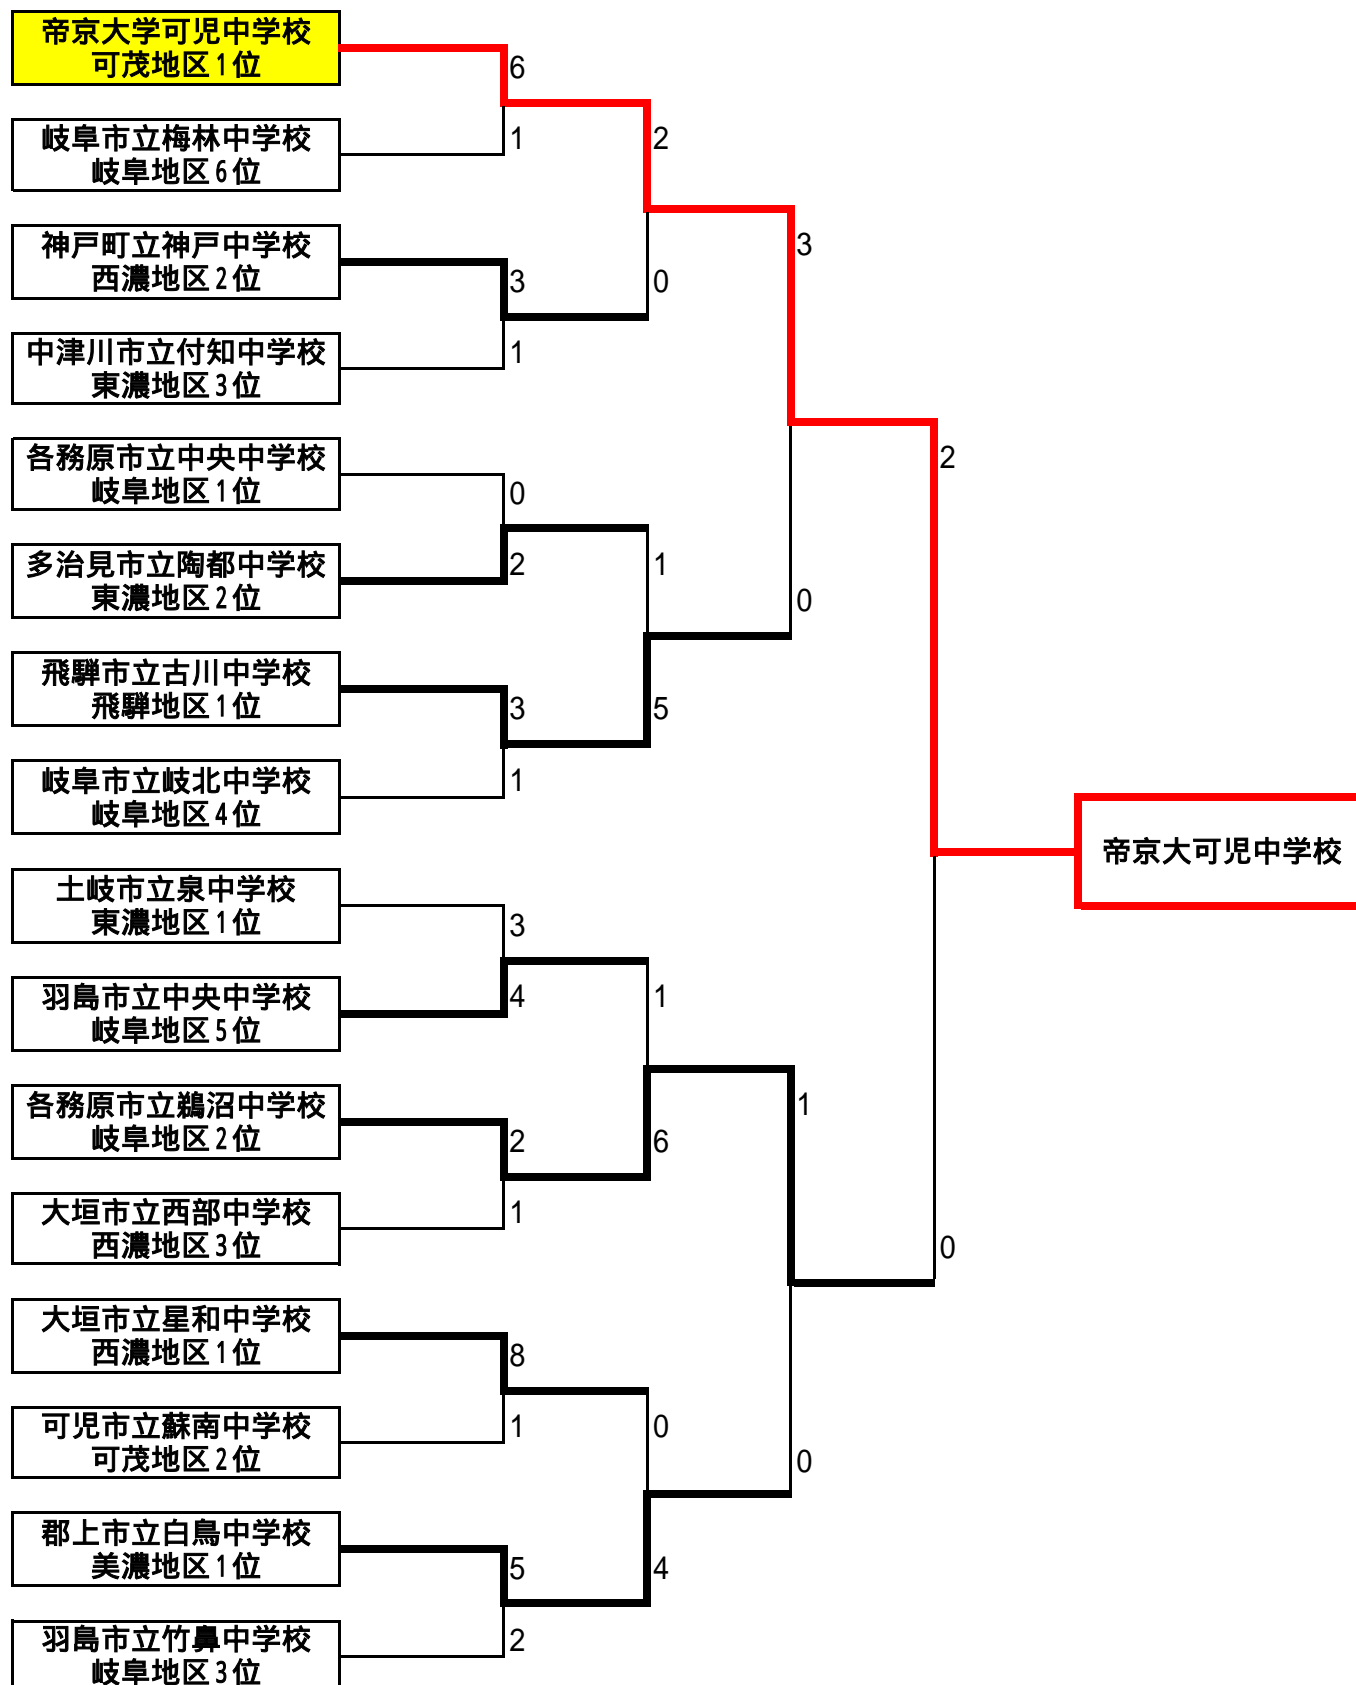 帝京大学可児中学校
可茂地区1位
6
1
岐阜市立梅林中学校
岐阜地区6位
2
神戸町立神戸中学校
西濃地区2位
3
0
3
1
中津川市立付知中学校
東濃地区3位
各務原市立中央中学校
岐阜地区1位
0
2
多治見市立陶都中学校
東濃地区2位
2
1
0
飛騨市立古川中学校
飛騨地区1位
3
5
1
岐阜市立岐北中学校
岐阜地区4位
帝京大可児中学校
土岐市立泉中学校
東濃地区1位
3
羽島市立中央中学校
岐阜地区5位
4
1
各務原市立鵜沼中学校
岐阜地区2位
1
2
6
1
大垣市立西部中学校
西濃地区3位
0
大垣市立星和中学校
西濃地区1位
8
1
0
可児市立蘇南中学校
可茂地区2位
0
郡上市立白鳥中学校
美濃地区1位
5
4
2
羽島市立竹鼻中学校
岐阜地区3位